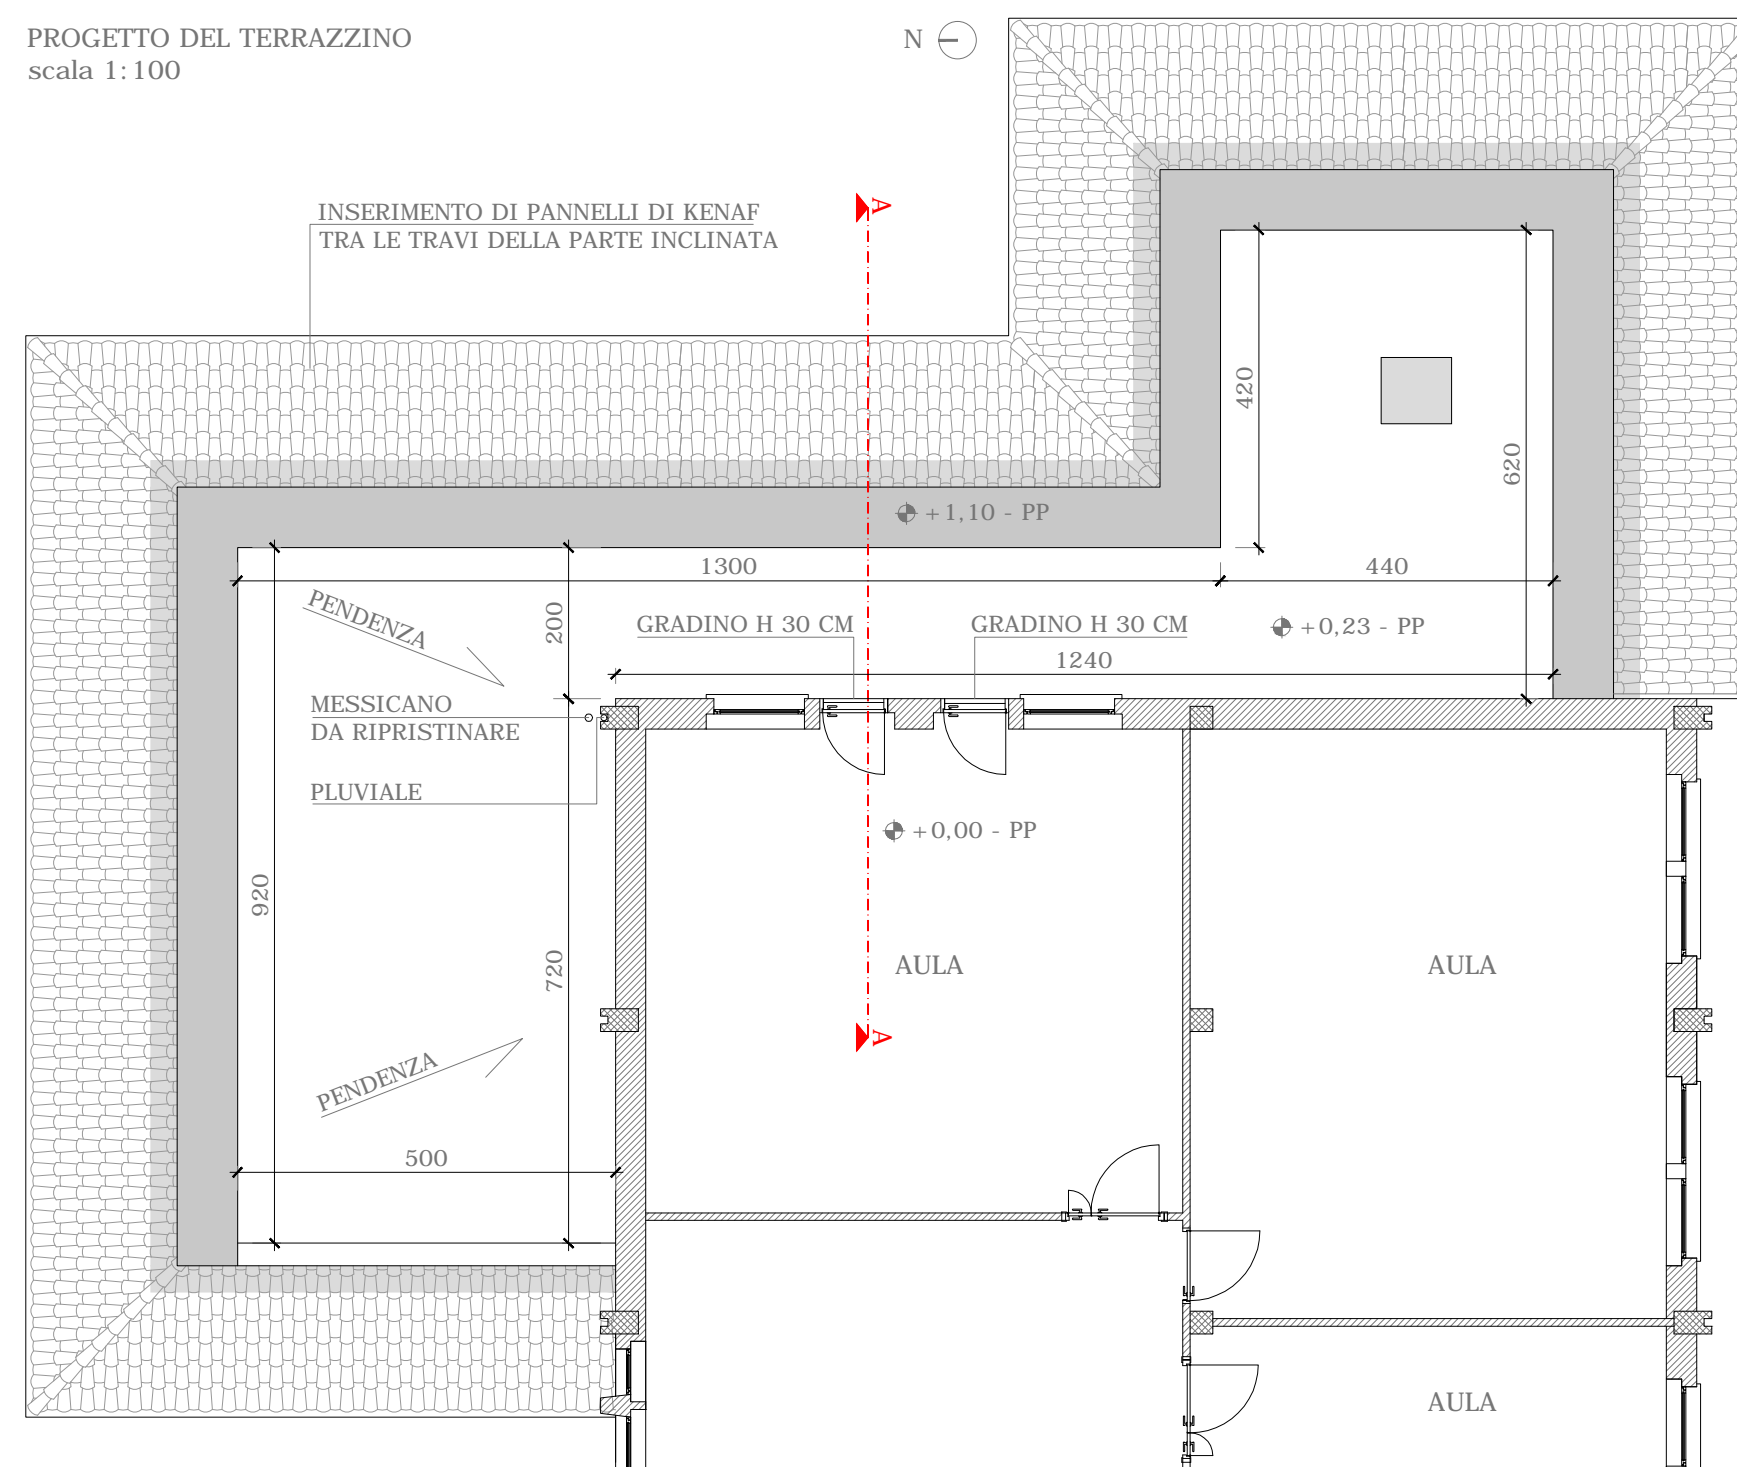 PROGETTO DEL TERRAZZINO
scala 1:100
N
INSERIMENTO DI PANNELLI DI KENAF
TRA LE TRAVI DELLA PARTE INCLINATA
A
420
620
+1,10 - PP
1300
440
PENDENZA
200
GRADINO H 30 CM
GRADINO H 30 CM
+0,23 - PP
1240
MESSICANO
DA RIPRISTINARE
PLUVIALE
+0,00 - PP
920
720
AULA
AULA
A
PENDENZA
500
AULA